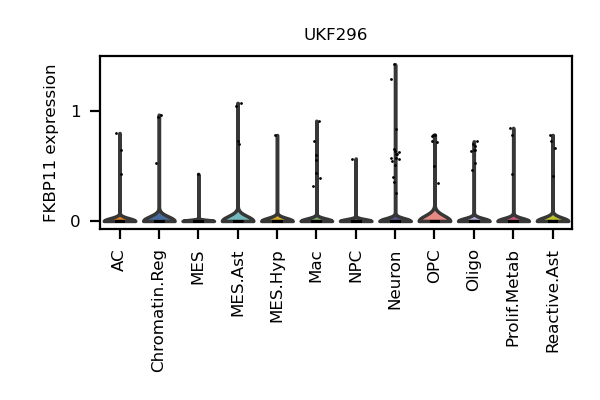 UKF296
FKBP11 expression
1
0
AC
Chromatin.Reg
MES
MES.Ast
MES.Hyp
Mac
NPC
Neuron
OPC
Oligo
Prolif.Metab
Reactive.Ast